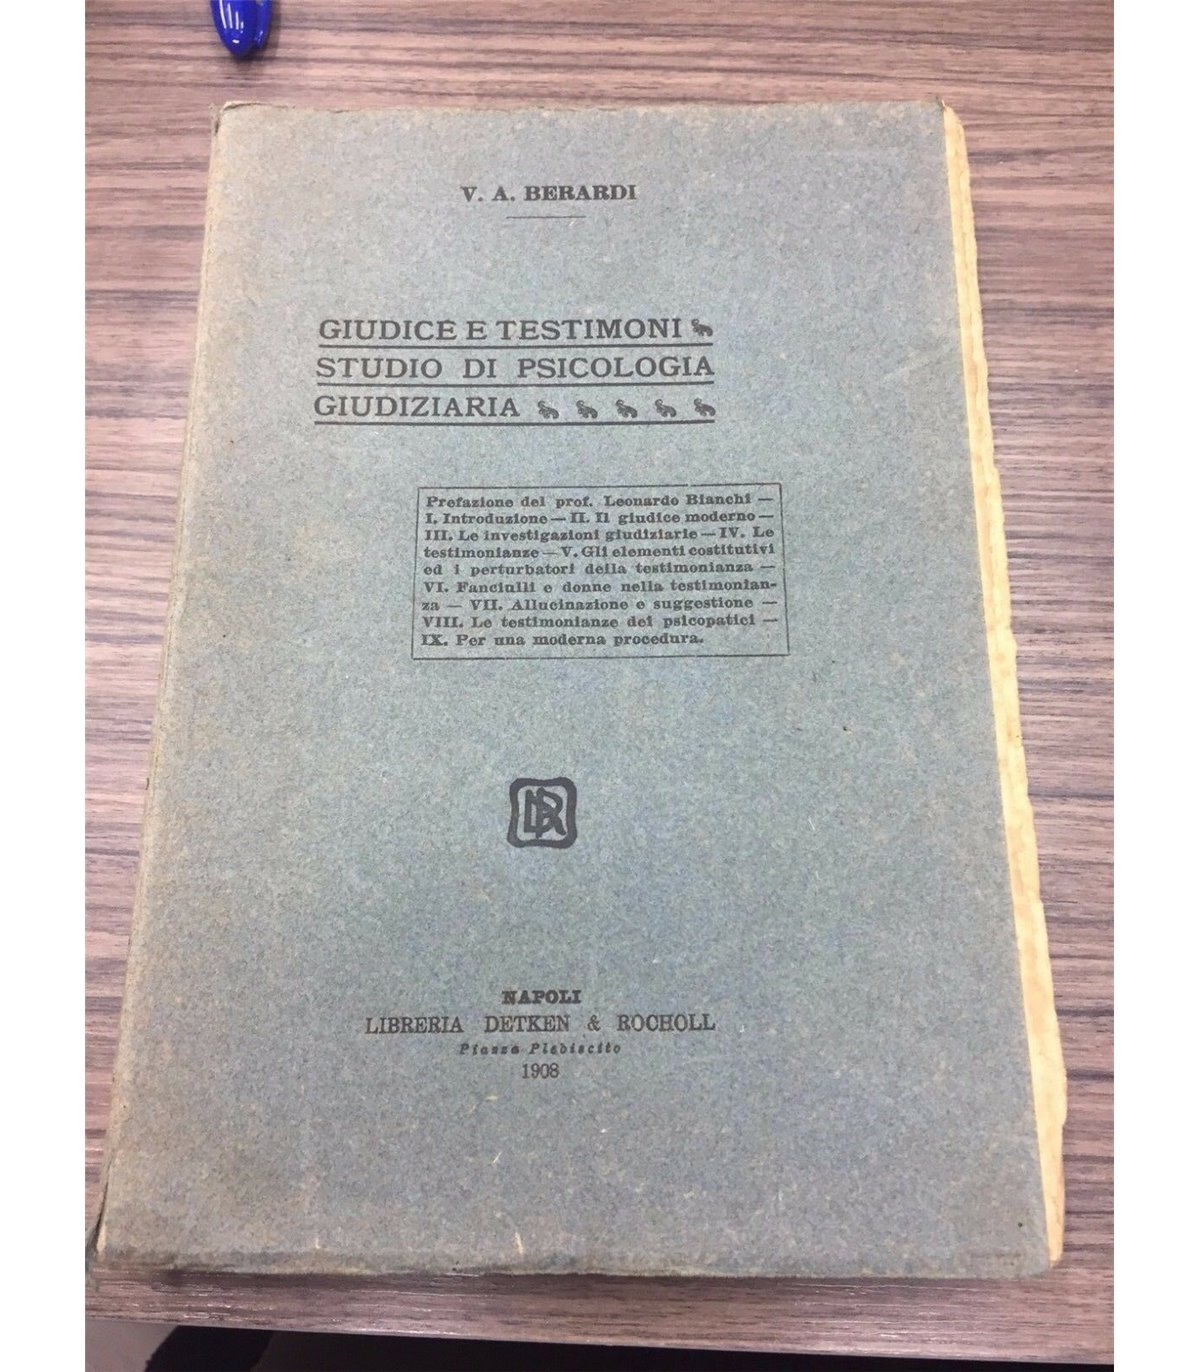 V. A. BERARDI
GIUDICE E TESTIMONI
STUDIO DI PSICOLOGIA
GIUDIZIARIA
Prefazione del prof. Leonardo Bianchi —
I. Introduzione — II. Il giudice moderno —
III. Le investigazioni giudiziarie — IV. Le
testimonianze — V. Gli elementi costitutivi
ed i perturbatori della testimonianza —
VI. Fanciulli e donne nella testimonian-
za — VII. Allucinazione e suggestione —
VIII. Le testimonianze dei psicopatici —
IX. Per una moderna procedura.
DR
NAPOLI
LIBRERIA DETKEN & ROCHOLL
Piazza Plebiscito
1908